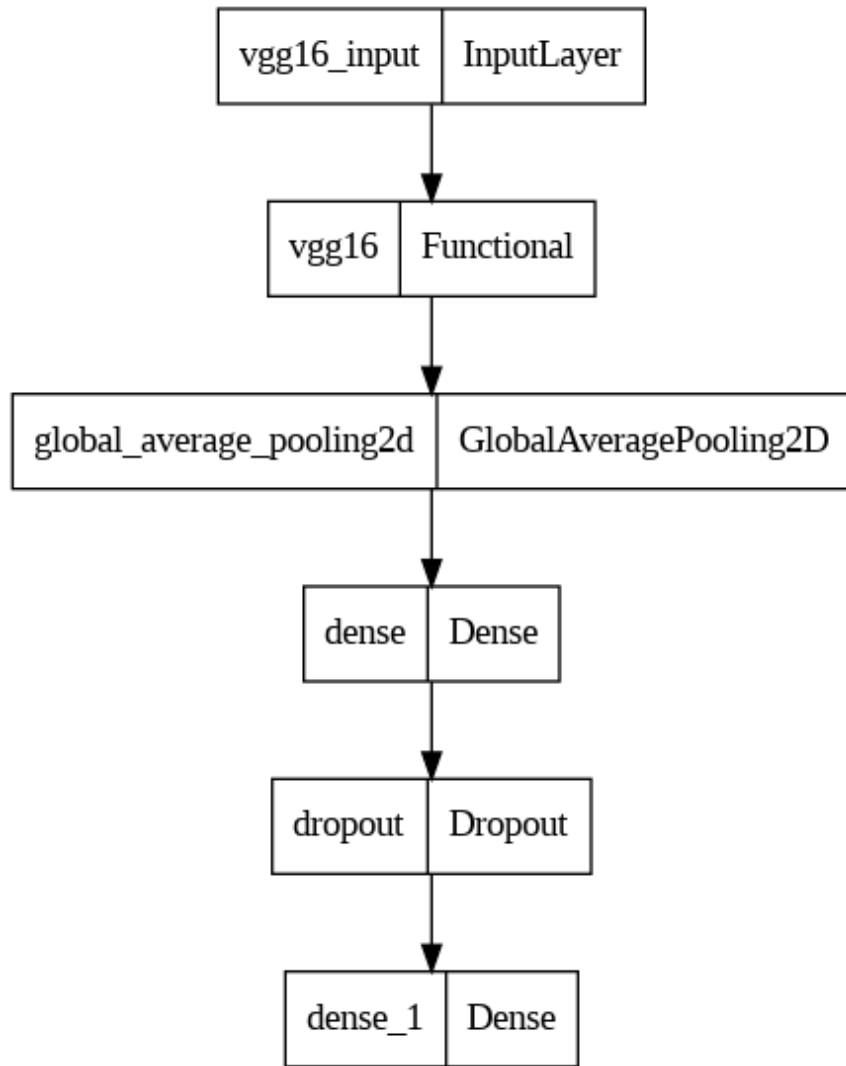 vgg16_input InputLayer
vgg16 Functional
global_average_pooling2d GlobalAveragePooling2D
dense Dense
dropout Dropout
dense_1 Dense